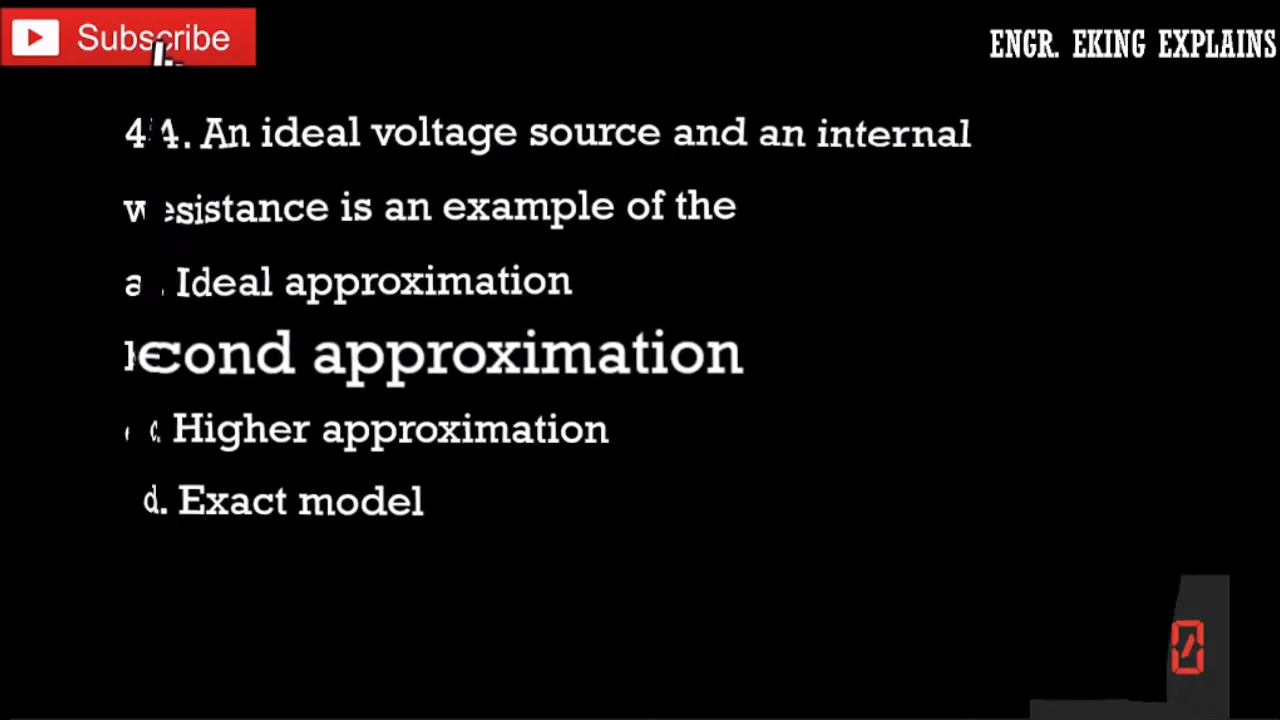 Subscribe
ENGR. EKING EXPLAINS
4. An ideal voltage source and an internal
esistance is an example of the
a . Ideal approximation
econd approximation
c. Higher approximation
d. Exact model
0